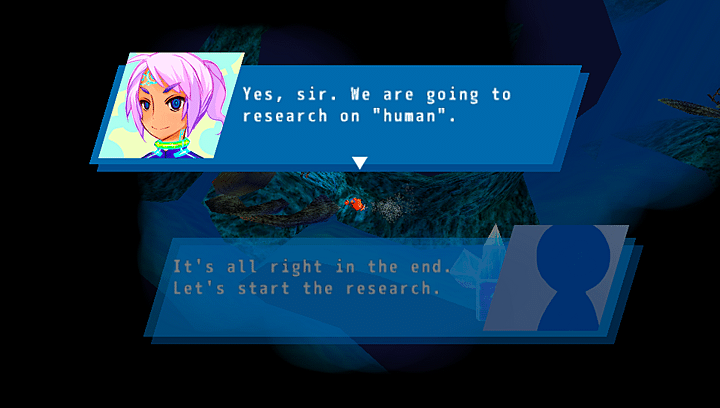 Yes, sir. We are going to
research on "human".
It's all right in the end.
Let's start the research.